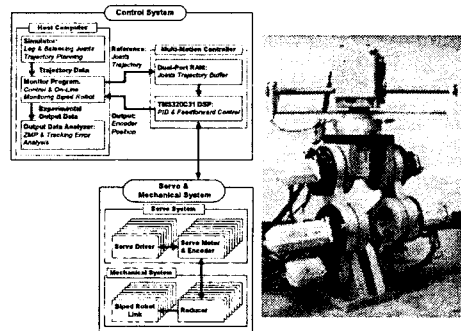 Control System
Host Computer
Simulator:
Leg & Balancing Joints
Trajectory Planning
Trajectory Data
Monitor Program:
Control & On-Line
Monitoring Biped Robot
Experimental
Output Data
Output Data Analyzer:
ZMP & Tracking Error
Analysis
Reference:
Joints
Trajectory
Output:
Encoder
Position
Multi-Motion Controller
Dual-Port RAM:
Joints Trajectory Buffer
TMS320C31 DSP:
PID & Feedforward Control
Servo &
Mechanical System
Servo System
Servo Driver
Servo Motor
& Encoder
Mechanical System
Biped Robot
Link
Reducer